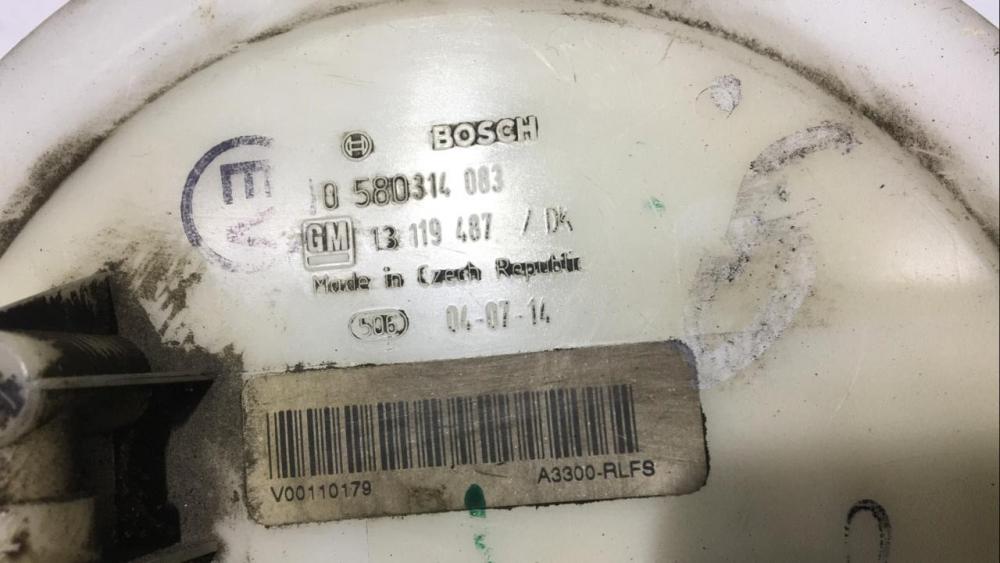 BOSCH
0 580 314 083
GM 13 119 487 / DK
Made in Czech Republic
506 04-07-14
V00110179 A3300-RLFS